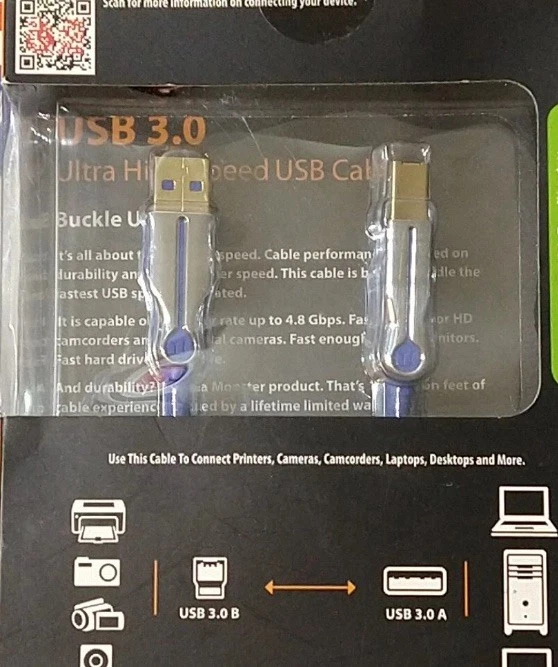 Scan for more information on connecting your device.
USB 3.0
Ultra Hi peed USB Cab
Buckle U
It's all about speed. Cable performan ed on
durability an er speed. This cable is b dle the
fastest USB sp ated.
It is capable o rate up to 4.8 Gbps. Fas or HD
camcorders an al cameras. Fast enough nitors.
Fast hard driv e.
And durability? a Monster product. That's on feet of
cable experienc ed by a lifetime limited wa
Use This Cable To Connect Printers, Cameras, Camcorders, Laptops, Desktops and More.
USB 3.0 B
USB 3.0 A